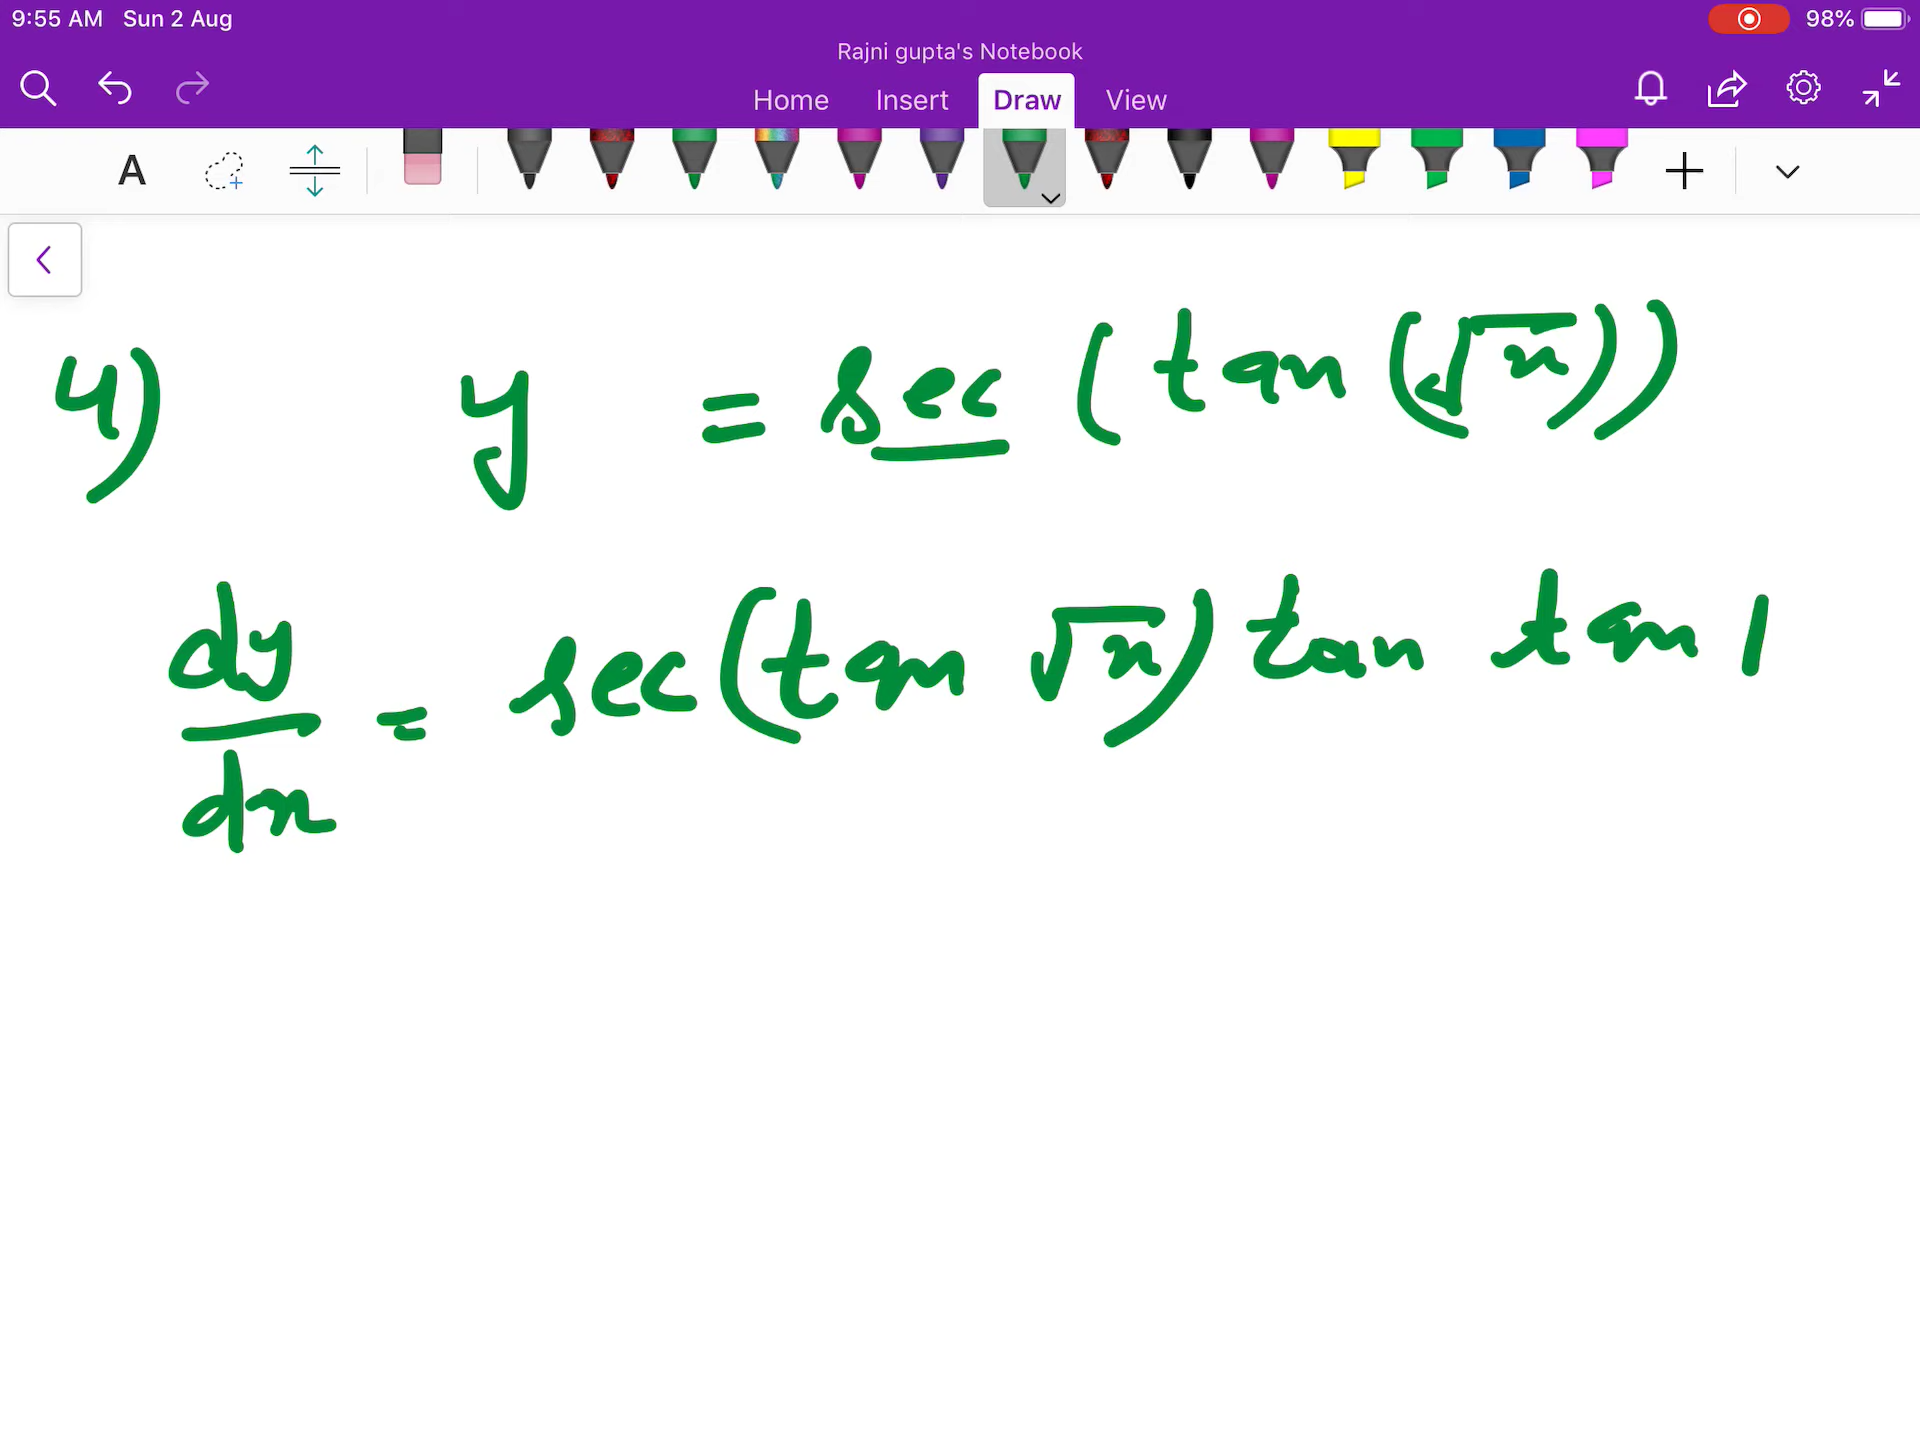 9:55 AM Sun 2 Aug 98%
Rajni gupta's Notebook
Home Insert Draw View
A
4) y = sec (tan (√x))
dy/dx = sec(tan √x) tan tan